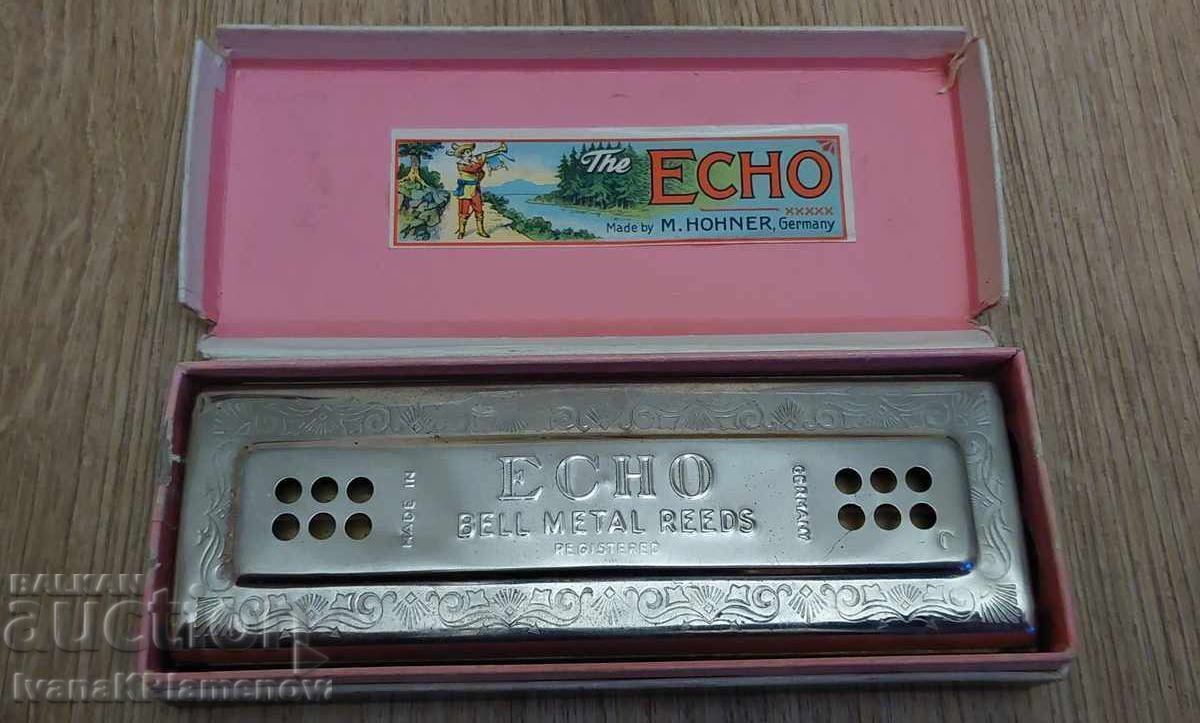 The ECHO
xxxxx
Made by M. HOHNER, Germany
ECHO
MADE IN
GERMANY
BELL METAL REEDS
REGISTERED
C
BALKAN
auction
IvanaKPlamenov